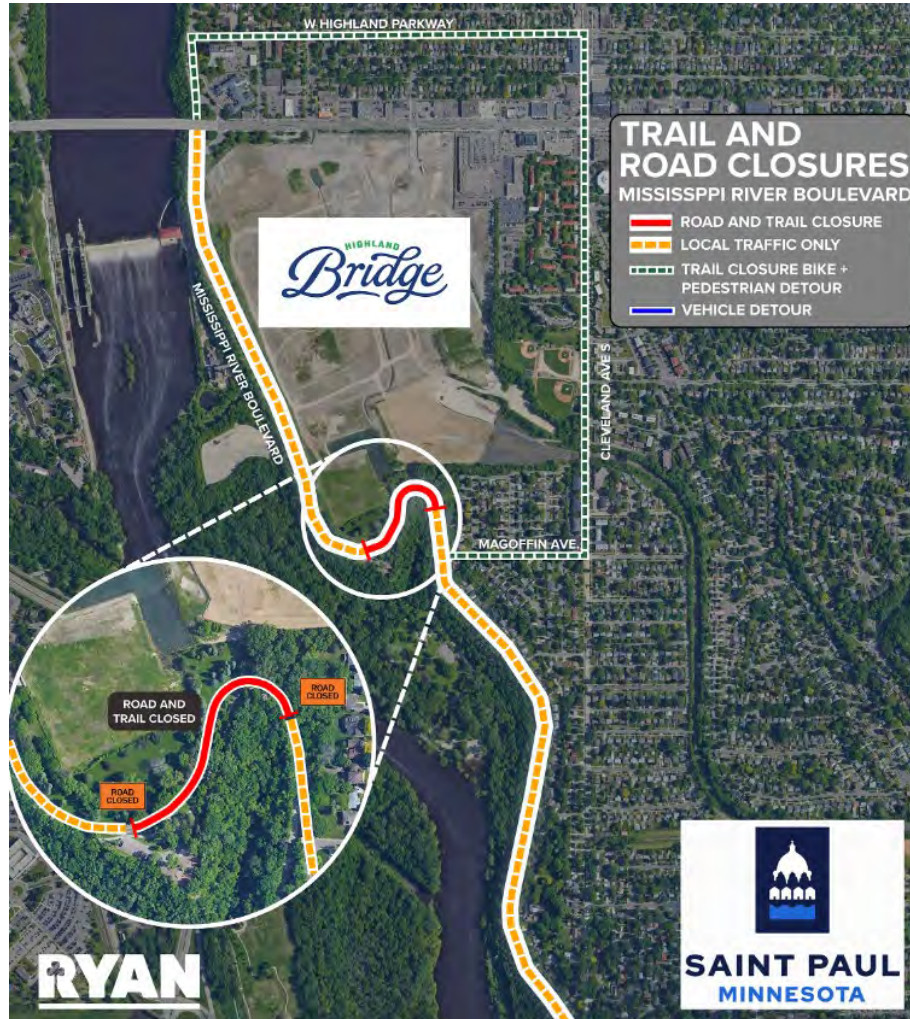 W HIGHLAND PARKWAY
TRAIL AND
ROAD CLOSURES
MISSISSPPI RIVER BOULEVARD
ROAD AND TRAIL CLOSURE
LOCAL TRAFFIC ONLY
TRAIL CLOSURE BIKE +
PEDESTRIAN DETOUR
VEHICLE DETOUR
HIGHLAND
Bridge
MISSISSIPPI RIVER BOULEVARD
CLEVELAND AVE S
MAGOFFIN AVE.
ROAD AND
TRAIL CLOSED
ROAD
CLOSED
ROAD
CLOSED
RYAN
SAINT PAUL
MINNESOTA